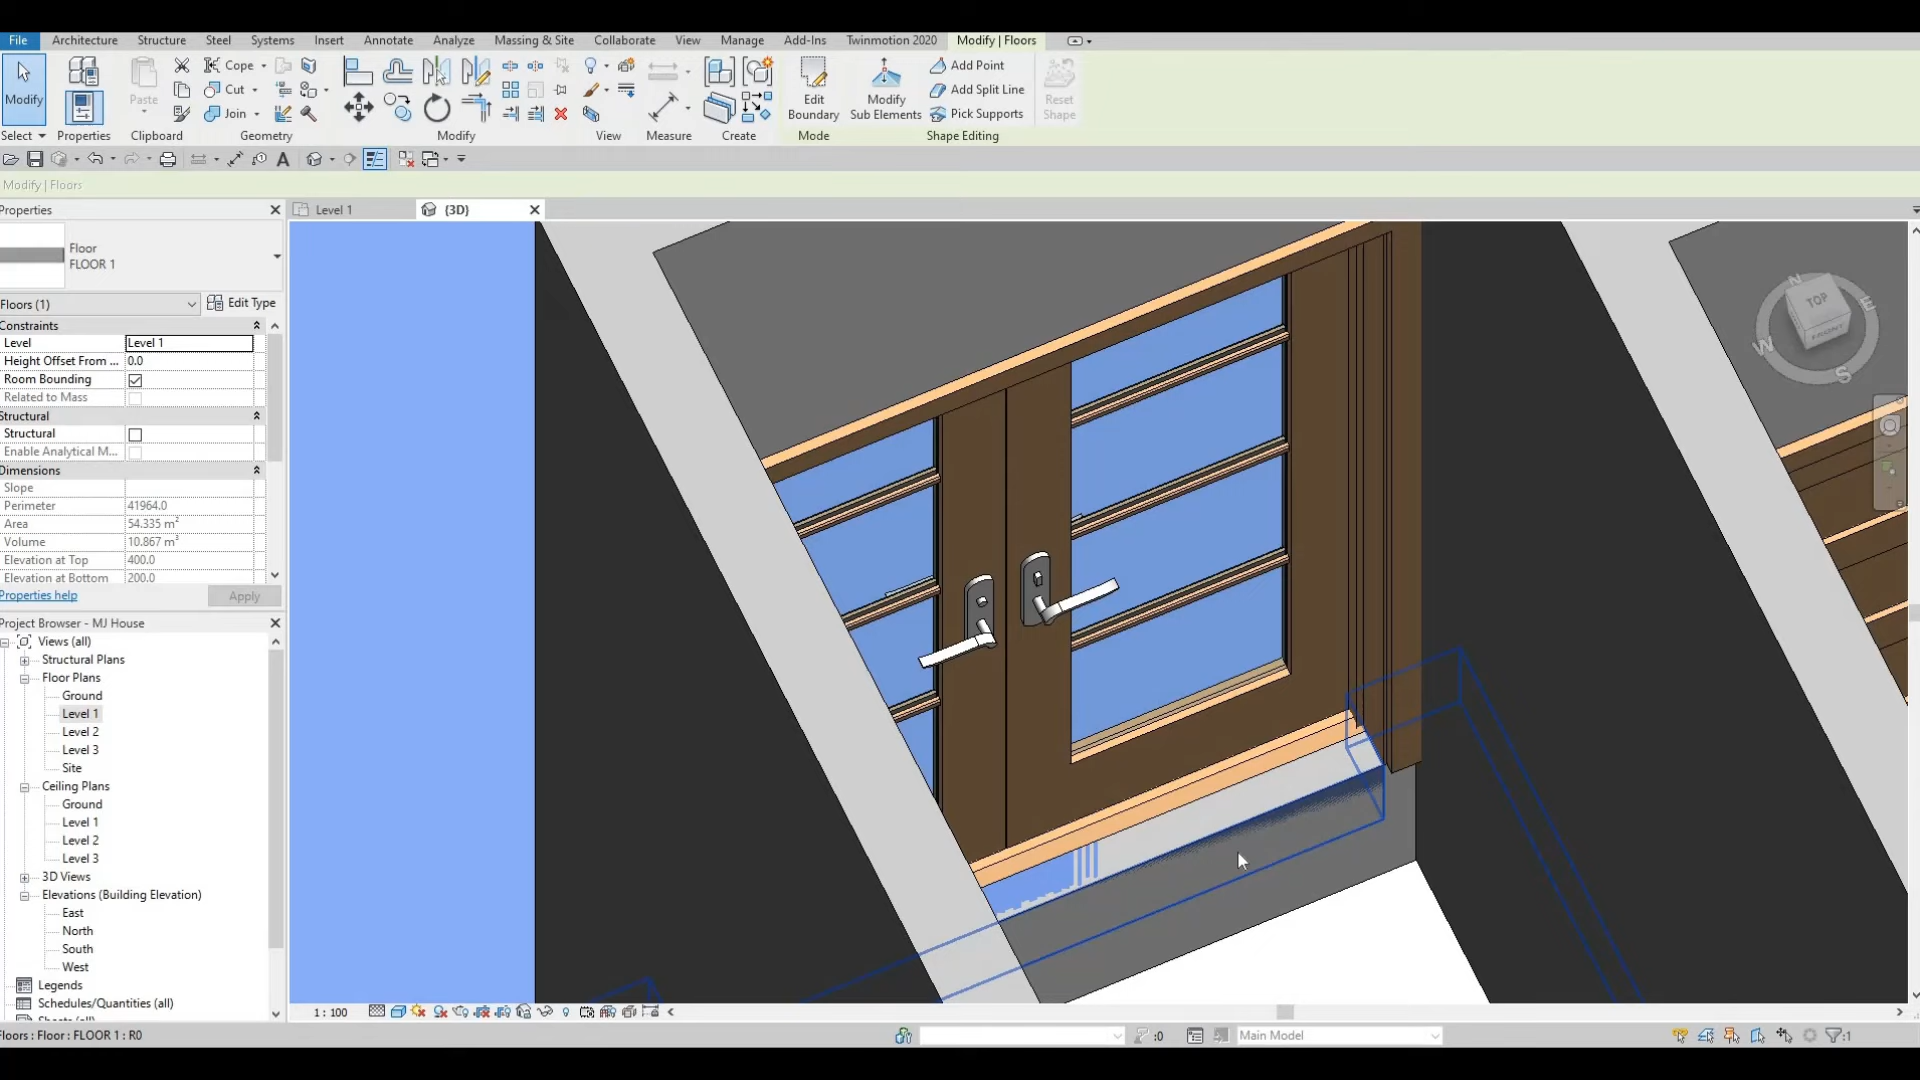 File Architecture Structure Steel Systems Insert Annotate Analyze Massing & Site Collaborate View Manage Add-Ins Twinmotion 2020 Modify | Floors
Modify
Select
Properties
Paste
Clipboard
Cope
Cut
Join
Geometry
Modify
View
Measure
Create
Edit
Boundary
Mode
Modify
Sub Elements
Add Point
Add Split Line
Pick Supports
Shape Editing
Reset
Shape
Modify | Floors
Properties
Level 1
{3D}
Floor
FLOOR 1
Floors (1)
Edit Type
Constraints
Level Level 1
Height Offset From ... 0.0
Room Bounding
Related to Mass
Structural
Structural
Enable Analytical M...
Dimensions
Slope
Perimeter 41964.0
Area 54.335 m²
Volume 10.867 m³
Elevation at Top 400.0
Elevation at Bottom 200.0
Properties help
Apply
Project Browser - MJ House
Views (all)
Structural Plans
Floor Plans
Ground
Level 1
Level 2
Level 3
Site
Ceiling Plans
Ground
Level 1
Level 2
Level 3
3D Views
Elevations (Building Elevation)
East
North
South
West
Legends
Schedules/Quantities (all)
Sheets (all)
N
E
S
W
TOP
FRONT
1 : 100
Floors : Floor : FLOOR 1 : R0
:0
Main Model
:1